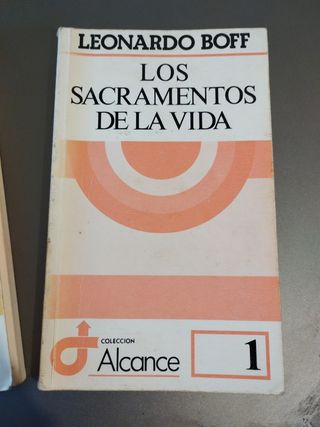 LEONARDO BOFF
LOS
SACRAMENTOS
DE LA VIDA
COLECCION
Alcance
1